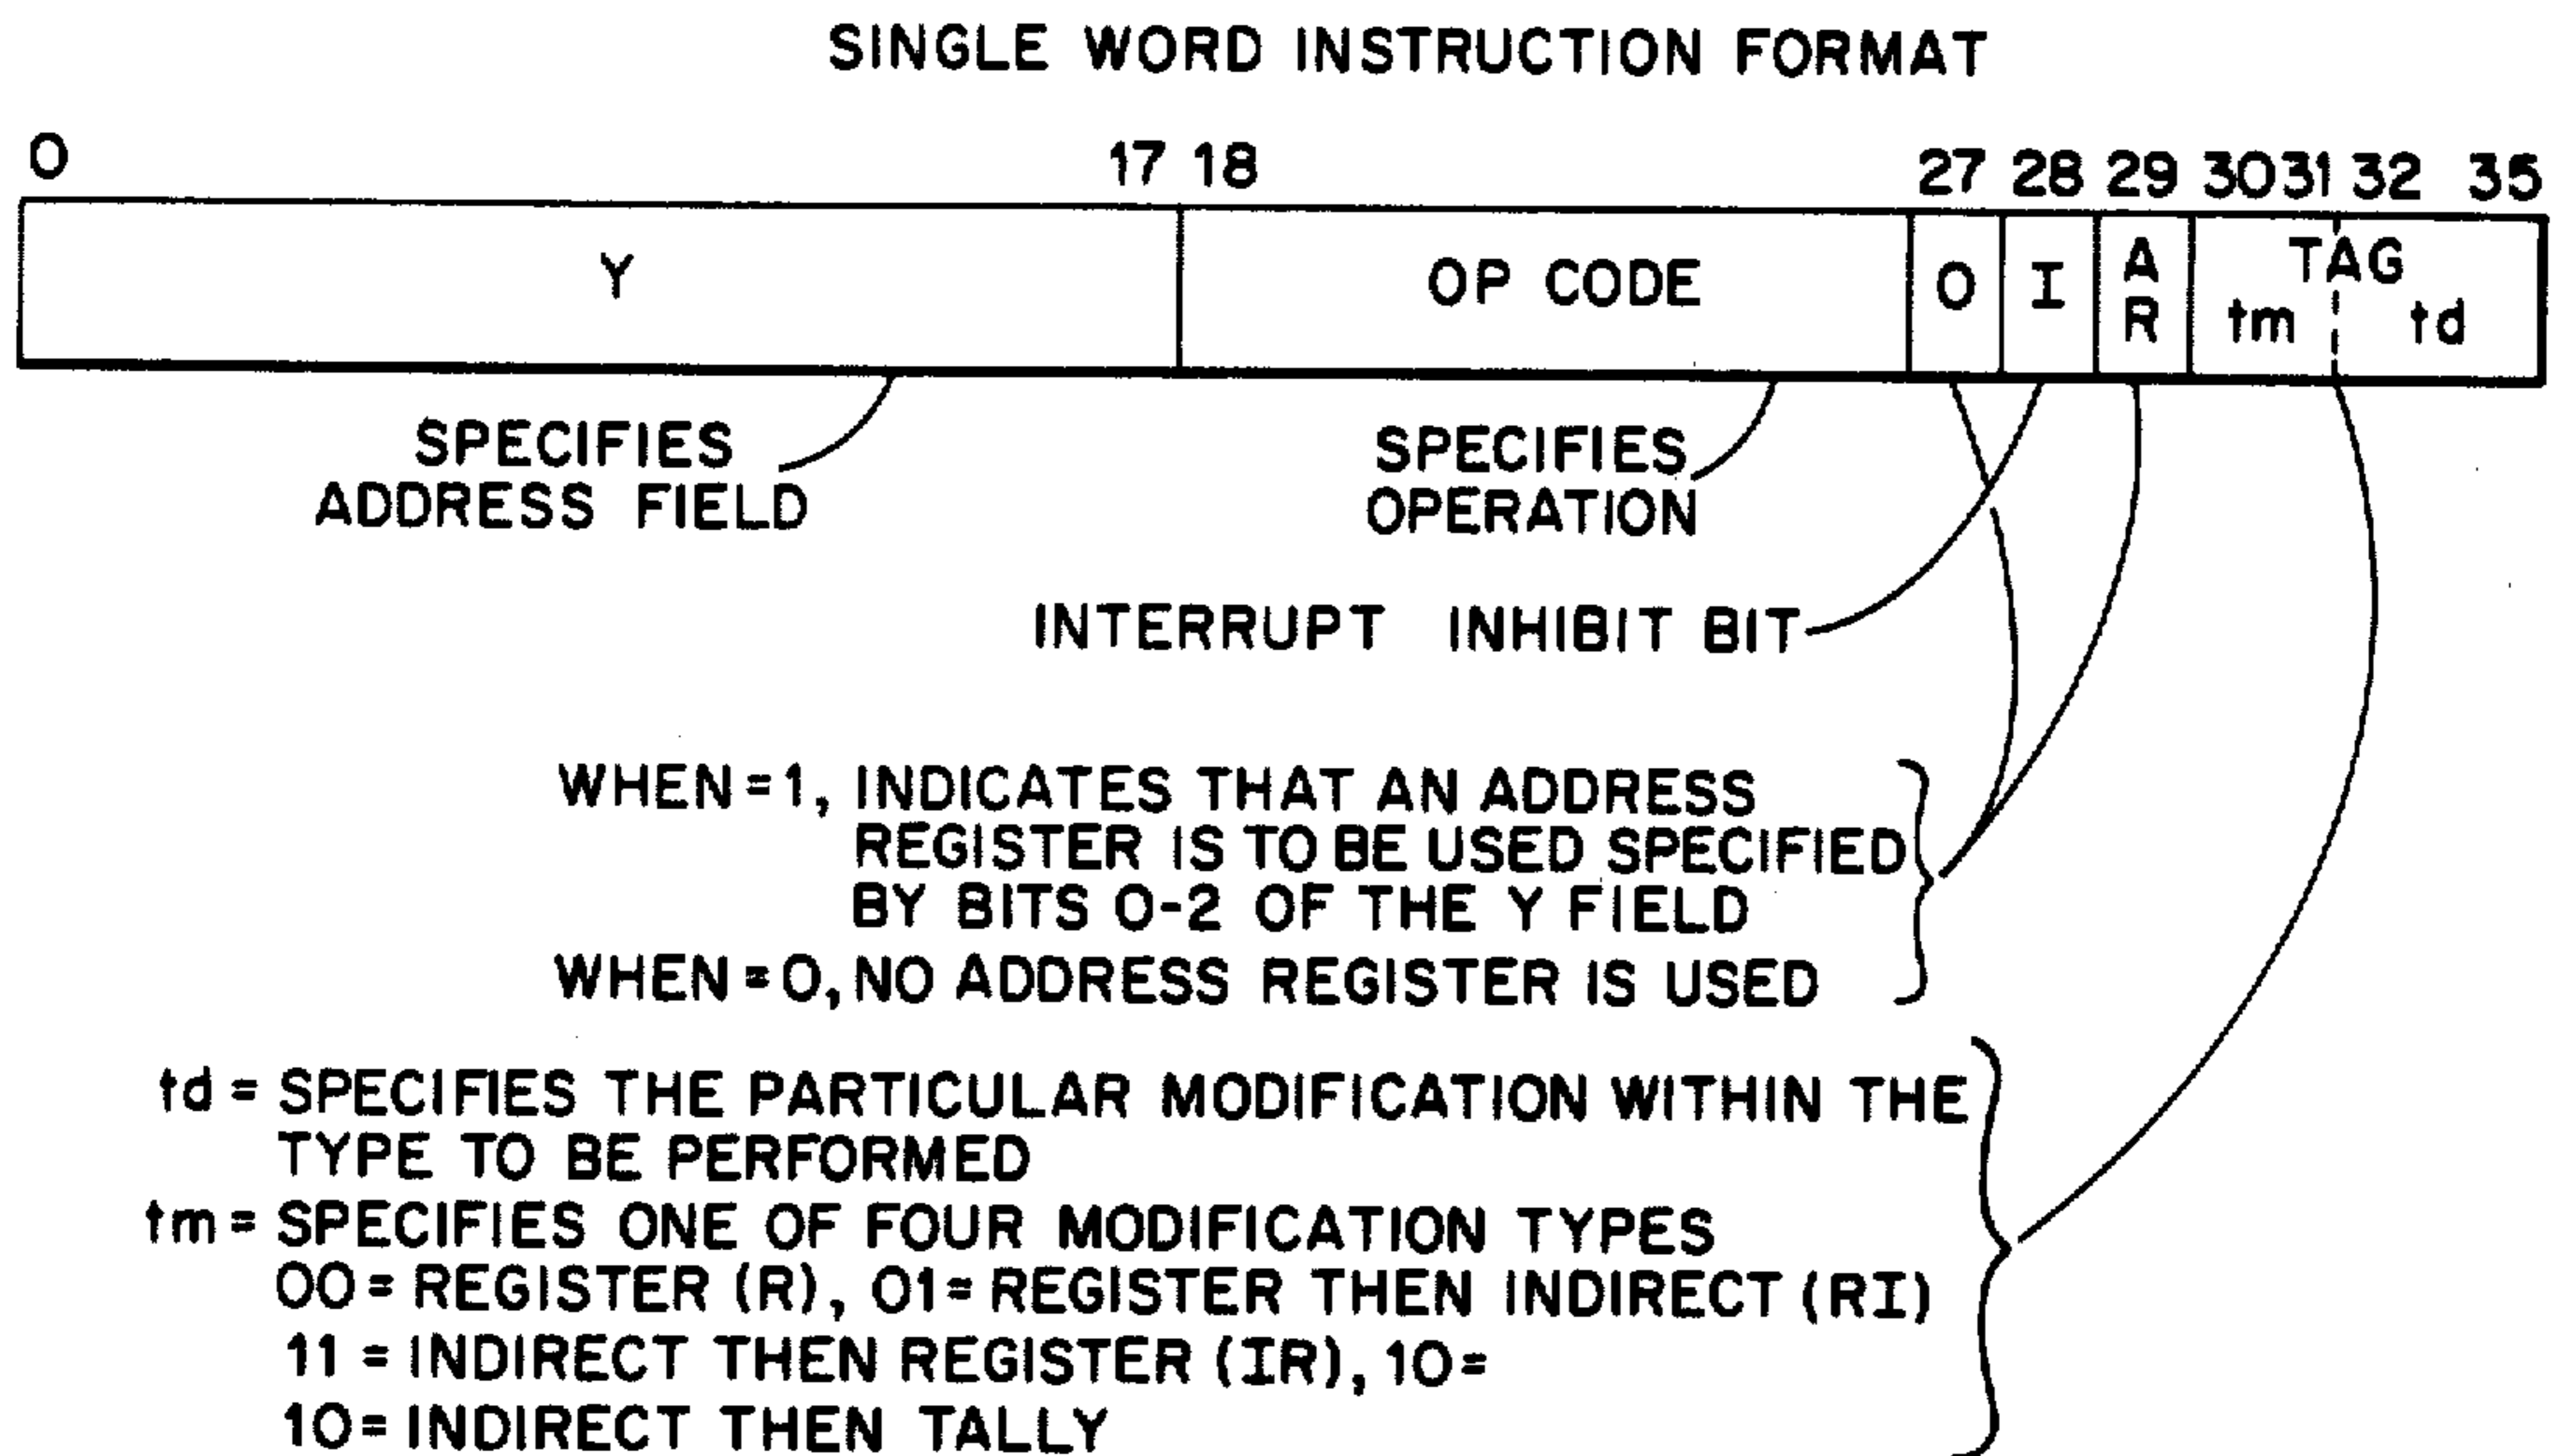 SINGLE WORD INSTRUCTION FORMAT
0 17 18 27 28 29 30 31 32 35
Y OP CODE 0 I AR TAG
tm td
SPECIFIES
ADDRESS FIELD
SPECIFIES
OPERATION
INTERRUPT INHIBIT BIT
WHEN=1, INDICATES THAT AN ADDRESS
REGISTER IS TO BE USED SPECIFIED
BY BITS 0-2 OF THE Y FIELD
WHEN=0, NO ADDRESS REGISTER IS USED
td = SPECIFIES THE PARTICULAR MODIFICATION WITHIN THE
TYPE TO BE PERFORMED
tm = SPECIFIES ONE OF FOUR MODIFICATION TYPES
00 = REGISTER (R), 01= REGISTER THEN INDIRECT (RI)
11 = INDIRECT THEN REGISTER (IR), 10=
10= INDIRECT THEN TALLY